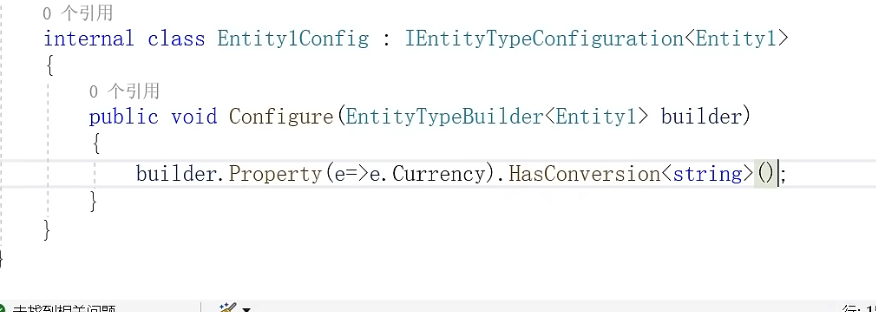 0 个引用
internal class Entity1Config : IEntityTypeConfiguration<Entity1>
{
0 个引用
public void Configure(EntityTypeBuilder<Entity1> builder)
{
builder.Property(e=>e.Currency).HasConversion<string>();
}
}
}
未找到相关问题
行: 1